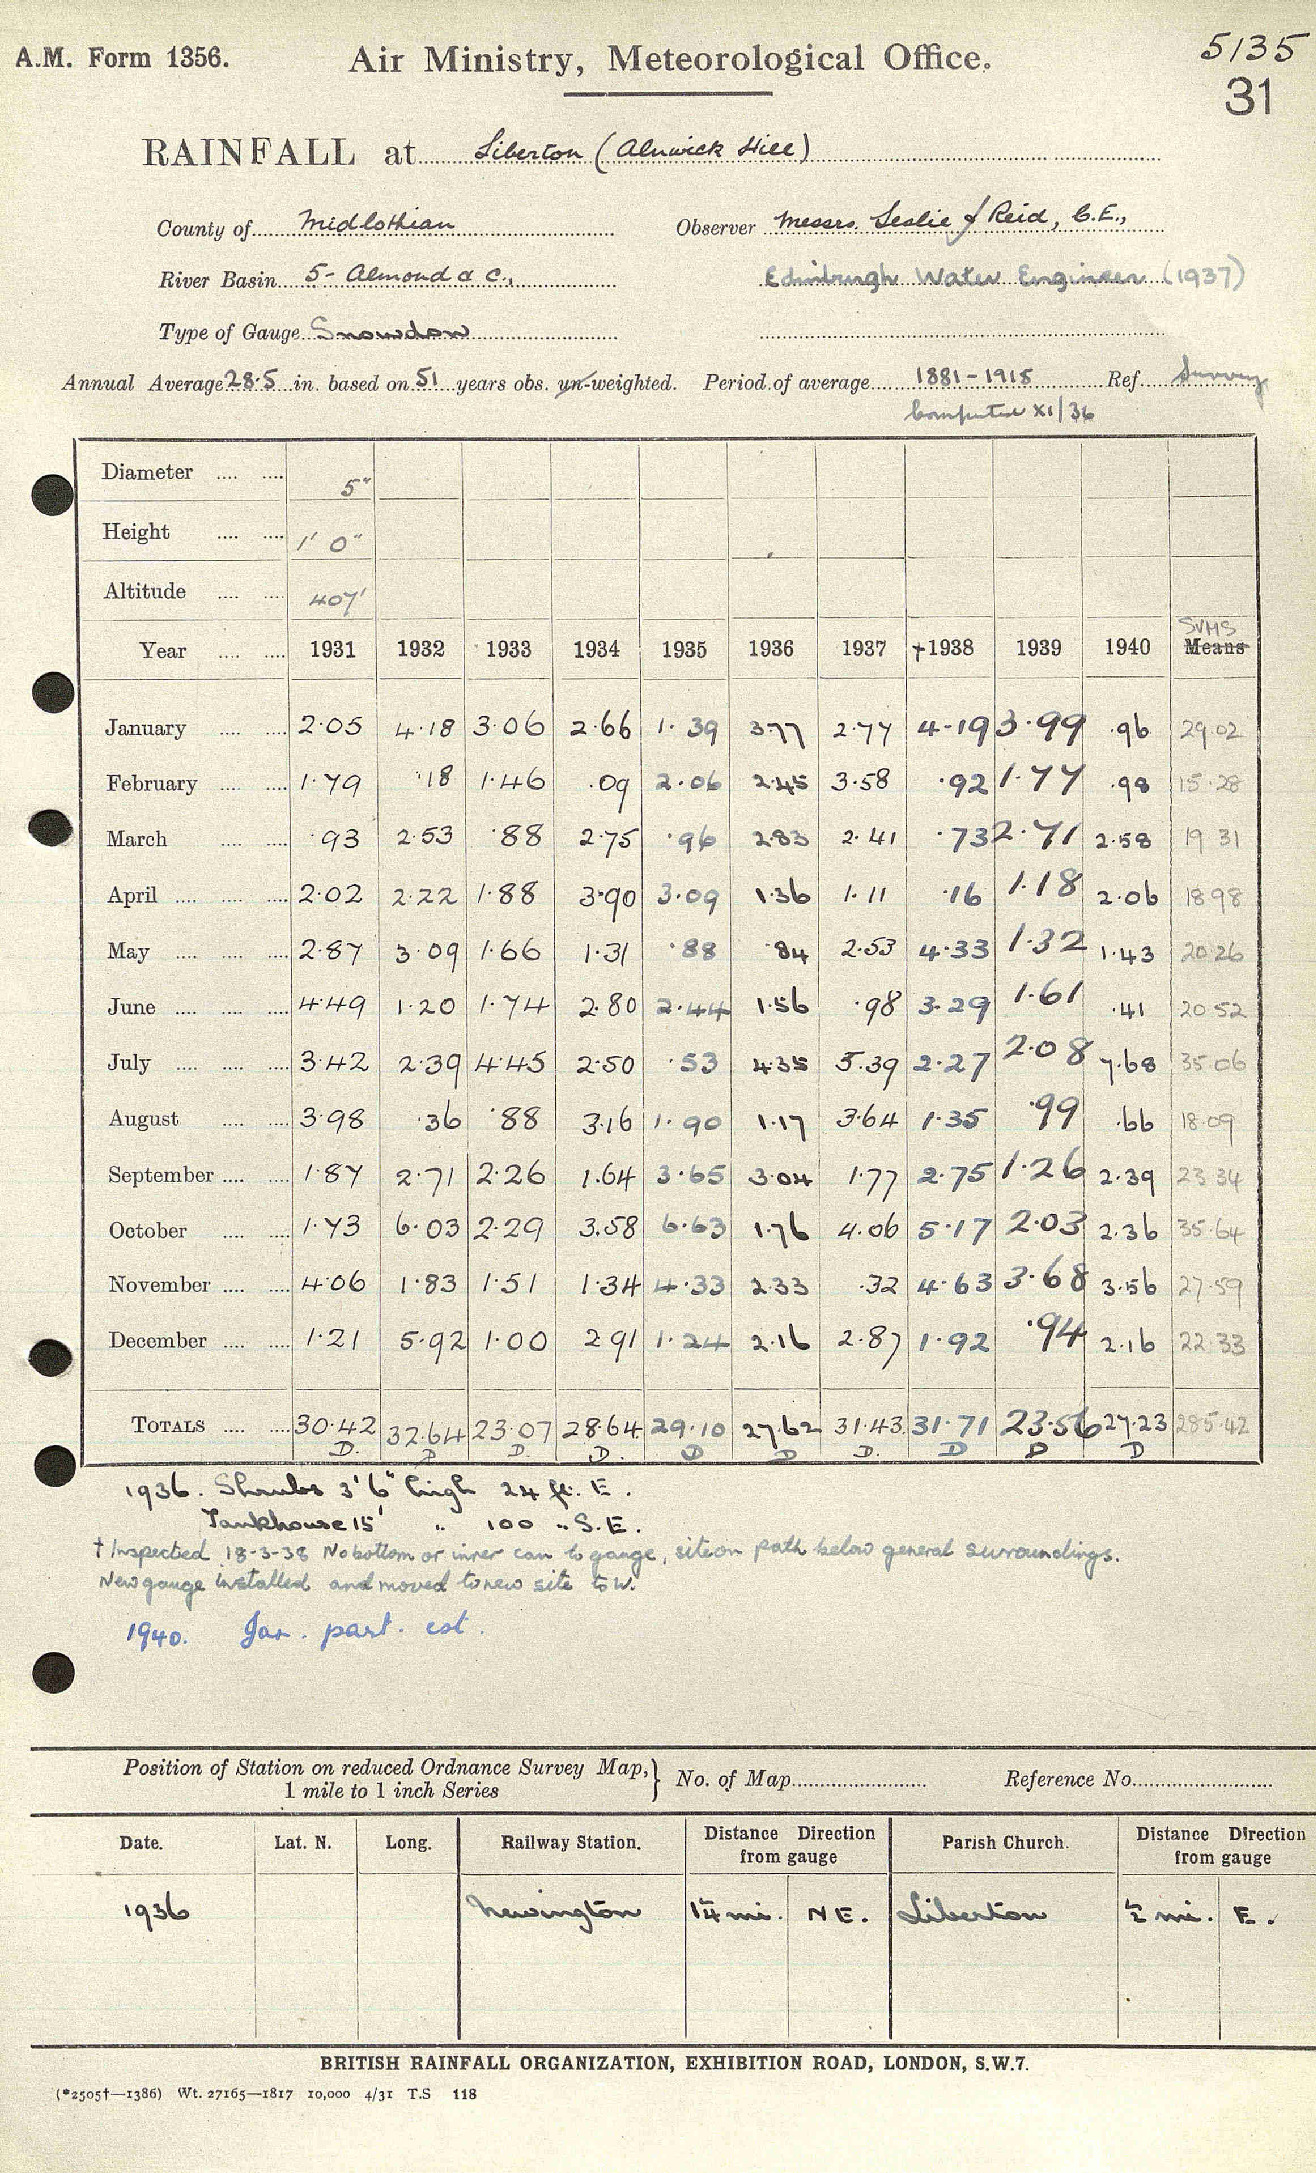 A.M. Form 1356. Air Ministry, Meteorological Office. 5135
31
RAINFALL at Liberton (Alnwick Hill)
County of Midlothian Observer Messrs. Leslie & Reid, C.E.,
River Basin 5- Almond &c., Edinburgh Water Engineer (1937)
Type of Gauge Snowdon
Annual Average 28.5 in. based on 51 years obs. un-weighted. Period of average 1881-1915 Ref. Survey
Computed XI/36
Diameter .... .... 5"
Height .... .... 1' 0"
Altitude .... .... 407'
SUMS
Year .... .... 1931 1932 1933 1934 1935 1936 1937 †1938 1939 1940 Means
January .... .... 2.05 4.18 3.06 2.66 1.39 3.77 2.77 4.19 3.99 .96 29.02
February .... .... 1.79 .18 1.46 .09 2.06 2.45 3.58 .92 1.77 .98 15.28
March .... .... .93 2.53 .88 2.75 .96 2.83 2.41 .73 2.71 2.58 19 31
April .... .... .... 2.02 2.22 1.88 3.90 3.09 1.36 1.11 .16 1.18 2.06 18 98
May .... .... .... 2.87 3.09 1.66 1.31 .88 .84 2.53 4.33 1.32 1.43 20.26
June .... .... .... 4.49 1.20 1.74 2.80 2.44 1.56 .98 3.29 1.61 .41 20 52
July .... .... .... 3.42 2.39 4.45 2.50 .53 4.35 5.39 2.27 2.08 7.68 35.06
August .... .... 3.98 .36 .88 3.16 1.90 1.17 3.64 1.35 .99 .66 18.09
September .... .... 1.87 2.71 2.26 1.64 3.65 3.04 1.77 2.75 1.26 2.39 23 34
October .... .... 1.73 6.03 2.29 3.58 6.63 1.76 4.06 5.17 2.03 2.36 35.64
November .... .... 4.06 1.83 1.51 1.34 4.33 2.33 .32 4.63 3.68 3.56 27.59
December .... .... 1.21 5.92 1.00 2.91 1.24 2.16 2.87 1.92 .94 2.16 22.33
TOTALS .... .... 30.42 32.64 23.07 28.64 29.10 27.62 31.43 31.71 23.56 27.23 285.42
D. D D D. D D D. D D D
1936. Shrubs 3' 6" high 24 ft. E.
Tankhouse 15' " 100 " S.E.
† Inspected 18-3-38 No bottom or inner can to gauge, site on path below general surroundings.
New gauge installed and moved to new site to W.
1940. Jan. part. est.
Position of Station on reduced Ordnance Survey Map,} No. of Map Reference No.
1 mile to 1 inch Series
Date. Lat. N. Long. Railway Station. Distance Direction from gauge Parish Church. Distance Direction from gauge
1936 Newington 1¼ mi. NE. Liberton ½ mi. E.
BRITISH RAINFALL ORGANIZATION, EXHIBITION ROAD, LONDON, S.W.7.
(*2505†—1386) Wt. 27165—1817 10,000 4/31 T.S 118